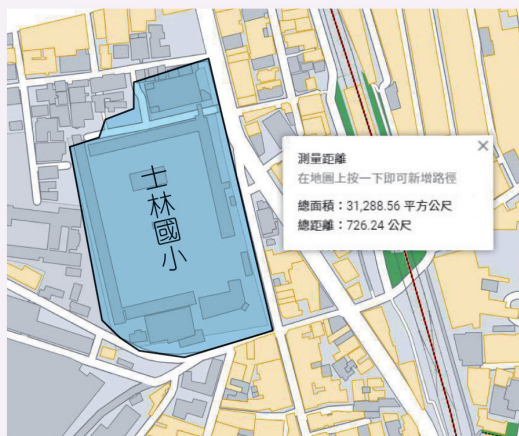 士林國小
測量距離
在地圖上按一下即可新增路徑
總面積：31,288.56 平方公尺
總距離：726.24 公尺